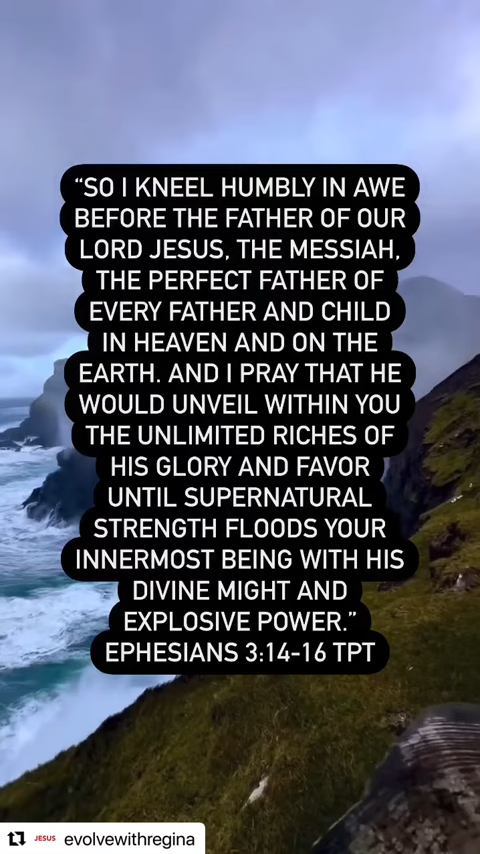 “SO I KNEEL HUMBLY IN AWE
BEFORE THE FATHER OF OUR
LORD JESUS, THE MESSIAH,
THE PERFECT FATHER OF
EVERY FATHER AND CHILD
IN HEAVEN AND ON THE
EARTH. AND I PRAY THAT HE
WOULD UNVEIL WITHIN YOU
THE UNLIMITED RICHES OF
HIS GLORY AND FAVOR
UNTIL SUPERNATURAL
STRENGTH FLOODS YOUR
INNERMOST BEING WITH HIS
DIVINE MIGHT AND
EXPLOSIVE POWER.”
EPHESIANS 3:14-16 TPT
JESUS evolvewithregina